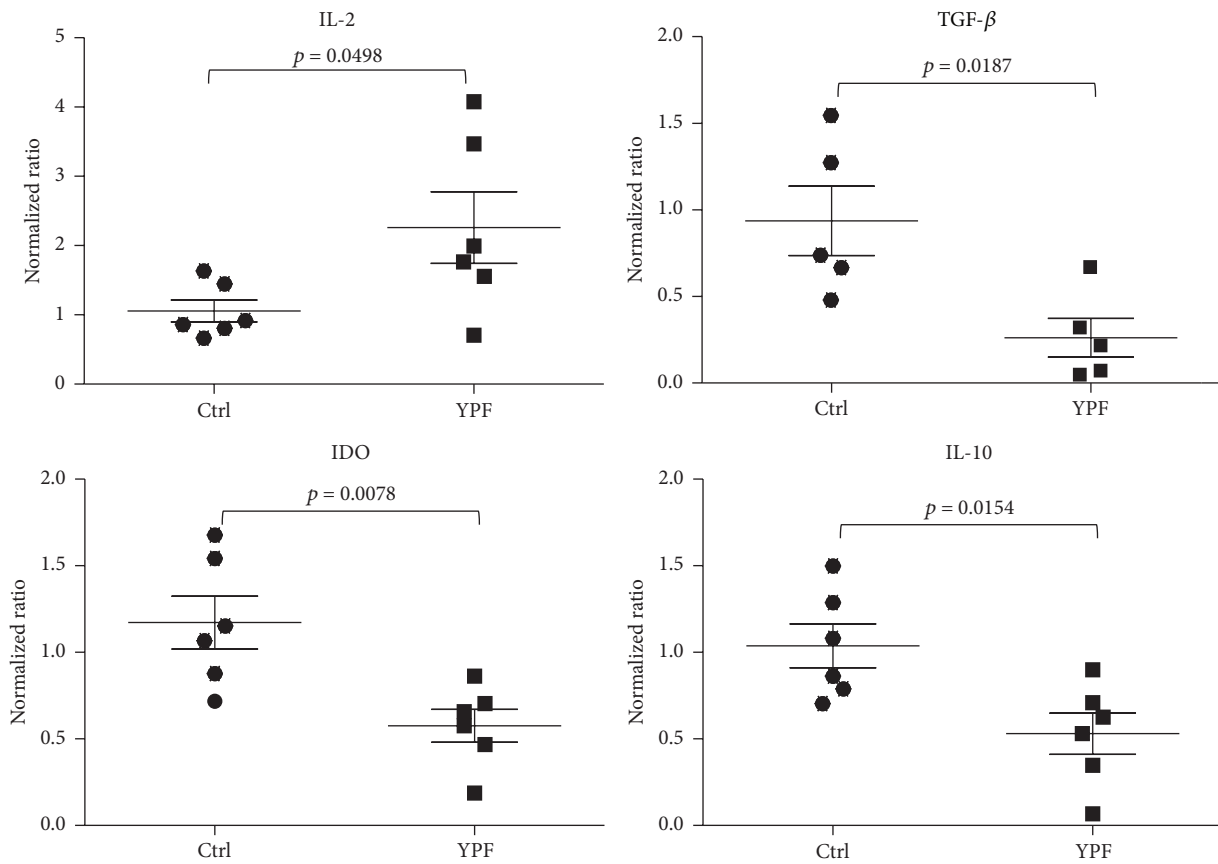 IL-2
p = 0.0498
Normalized ratio
5
4
3
2
1
0
Ctrl
YPF
TGF-β
p = 0.0187
Normalized ratio
2.0
1.5
1.0
0.5
0.0
Ctrl
YPF
IDO
p = 0.0078
Normalized ratio
2.0
1.5
1.0
0.5
0.0
Ctrl
YPF
IL-10
p = 0.0154
Normalized ratio
2.0
1.5
1.0
0.5
0.0
Ctrl
YPF